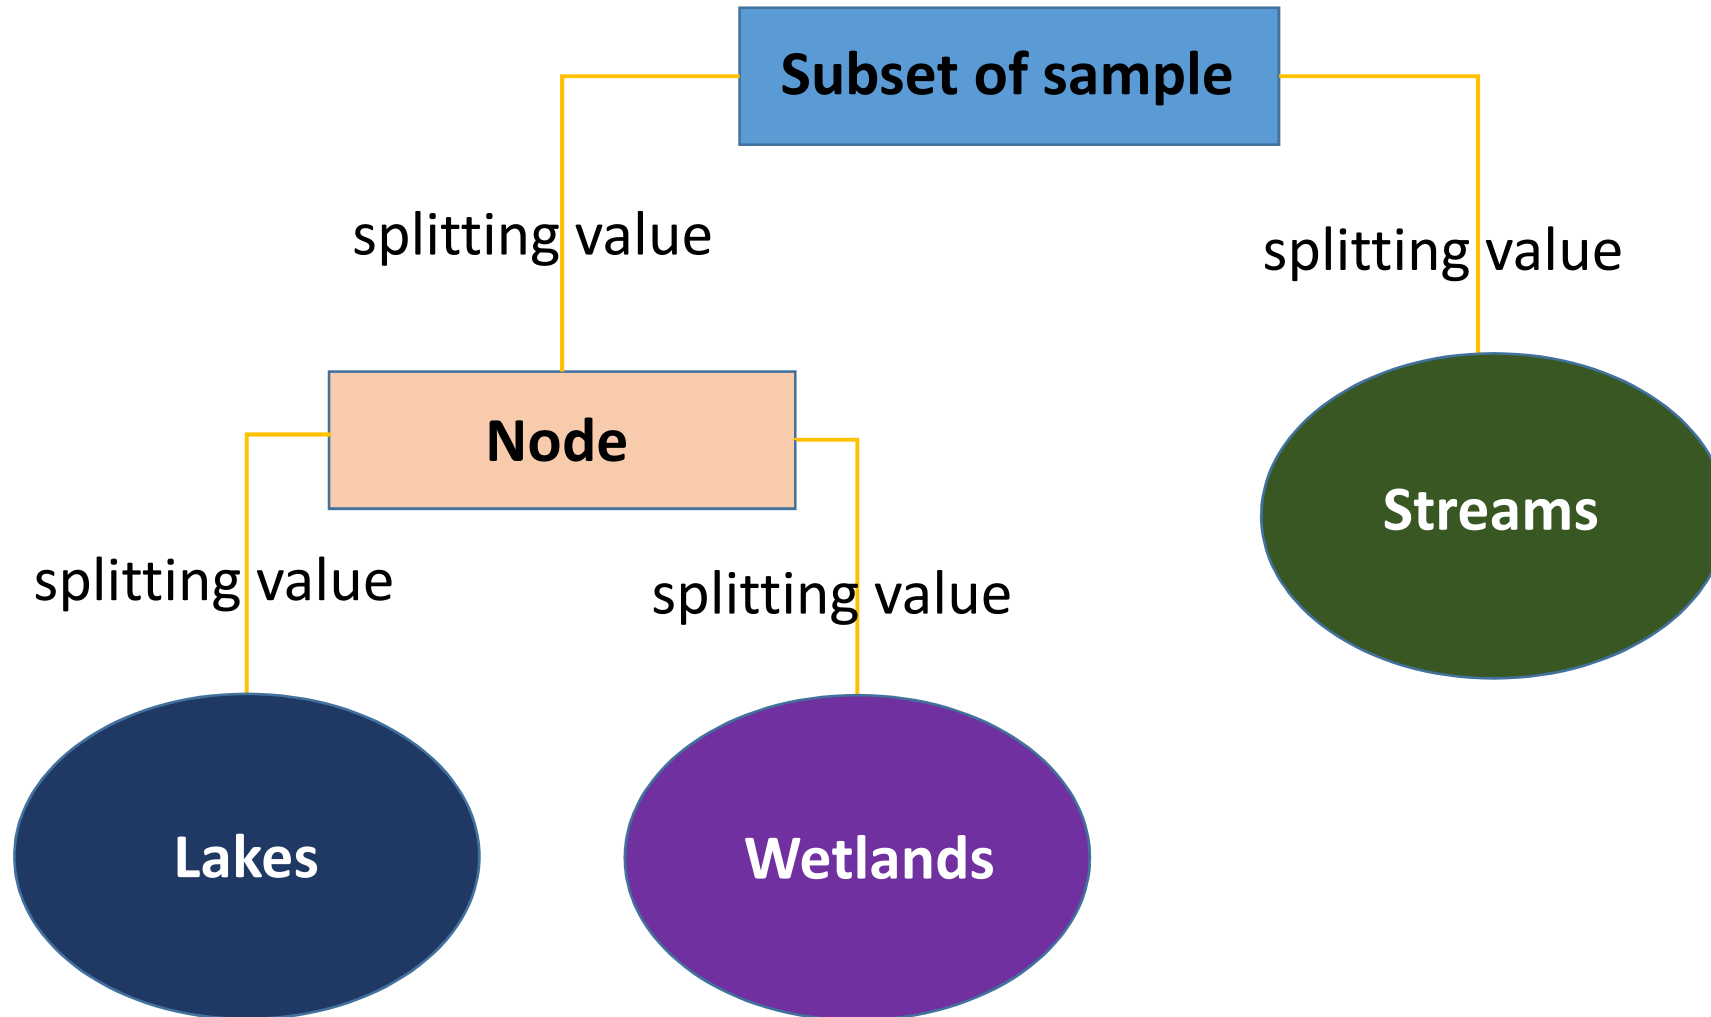 Subset of sample
splitting value
splitting value
Node
Streams
splitting value
splitting value
Lakes
Wetlands